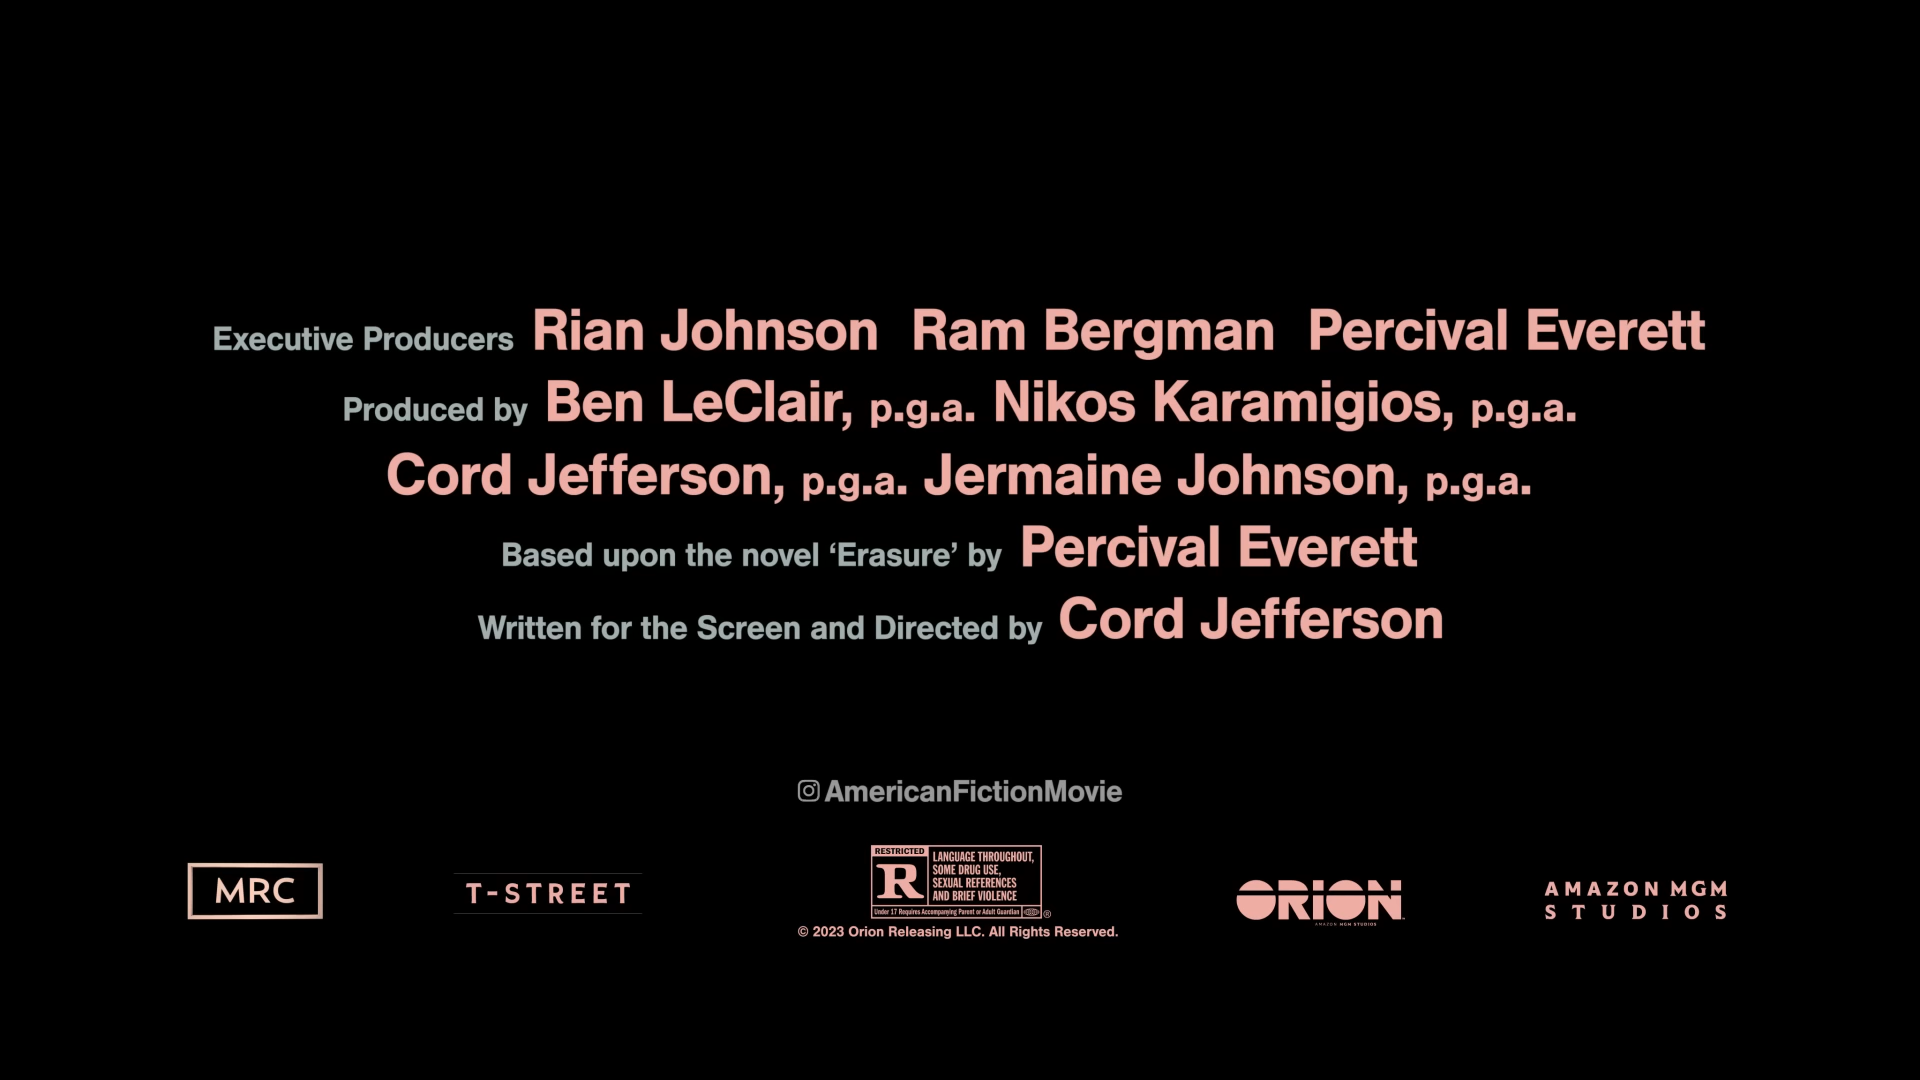 Executive Producers Rian Johnson Ram Bergman Percival Everett
Produced by Ben LeClair, p.g.a. Nikos Karamigios, p.g.a.
Cord Jefferson, p.g.a. Jermaine Johnson, p.g.a.
Based upon the novel ‘Erasure’ by Percival Everett
Written for the Screen and Directed by Cord Jefferson
AmericanFictionMovie
MRC
T-STREET
RESTRICTED
R
LANGUAGE THROUGHOUT,
SOME DRUG USE,
SEXUAL REFERENCES
AND BRIEF VIOLENCE
Under 17 Requires Accompanying Parent or Adult Guardian
®
© 2023 Orion Releasing LLC. All Rights Reserved.
ORION
AMAZON MGM STUDIOS
AMAZON MGM
STUDIOS